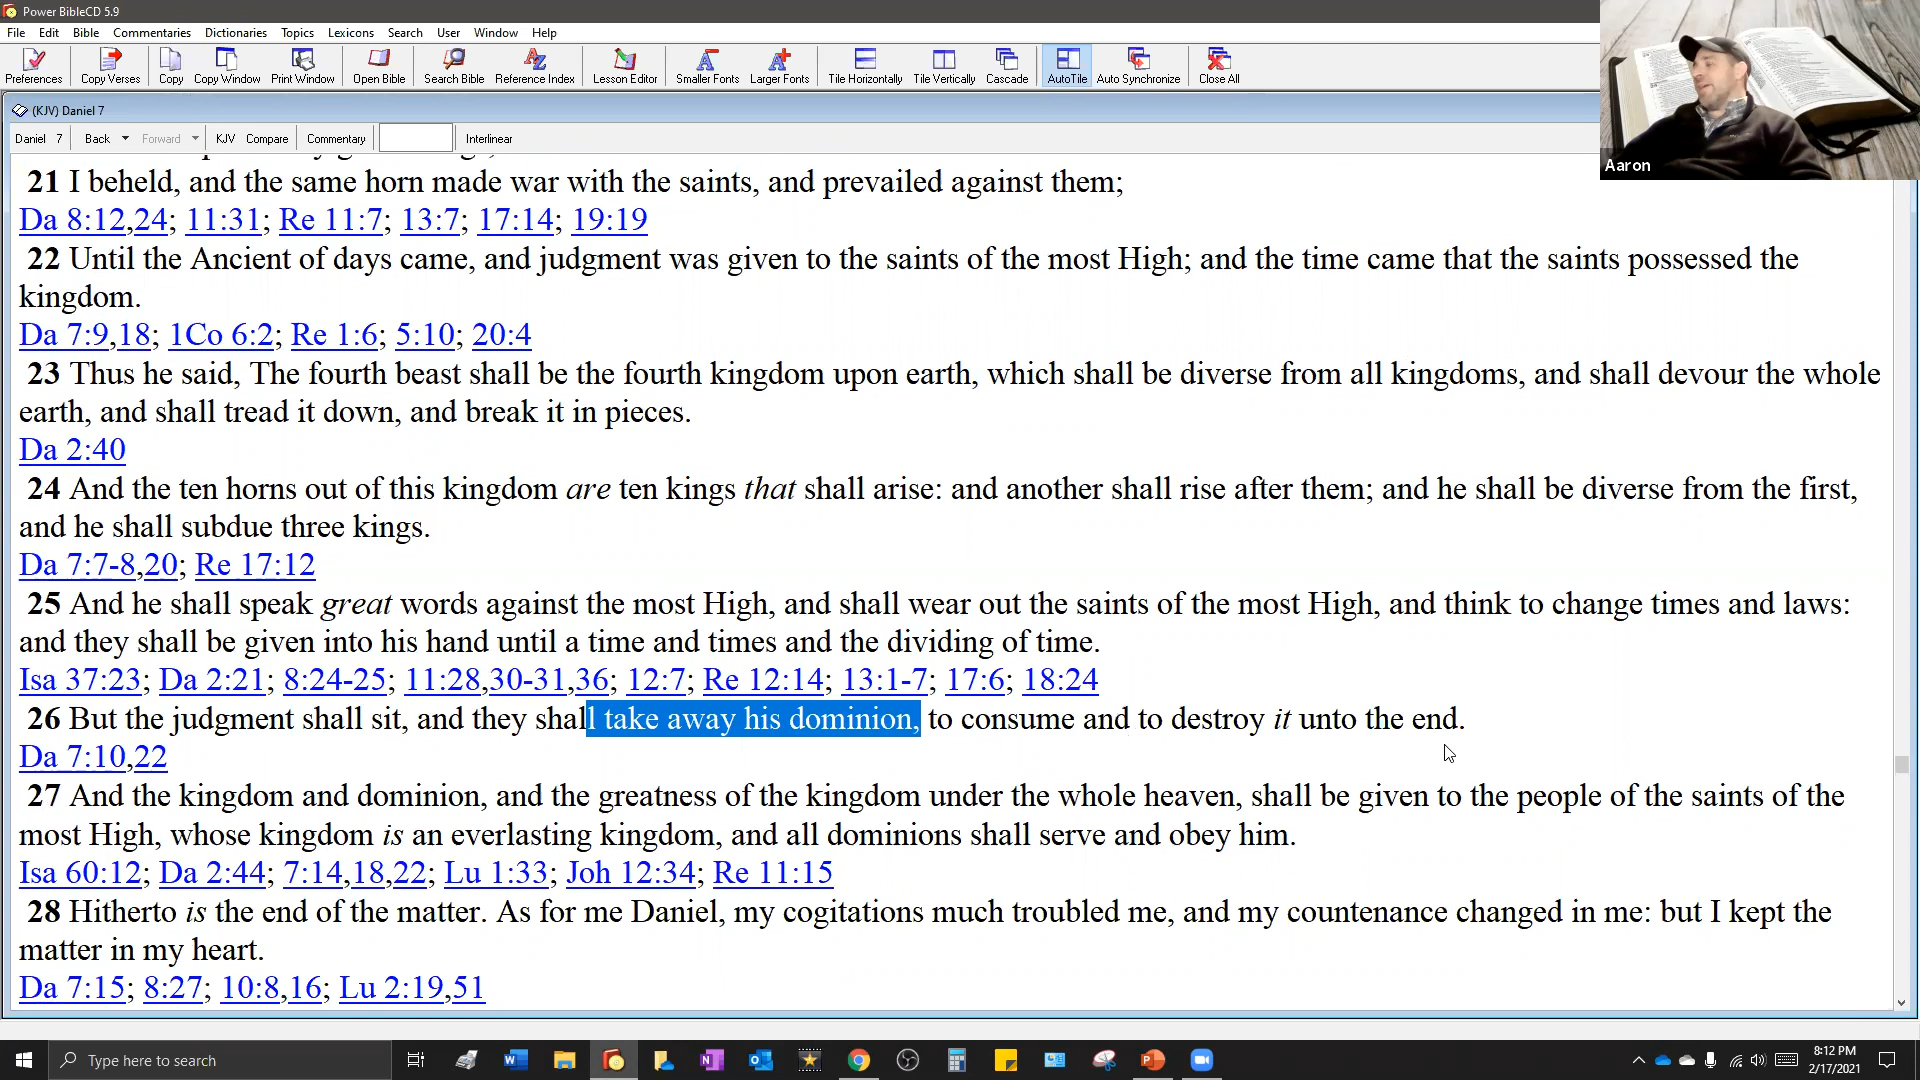 Power BibleCD 5.9
File Edit Bible Commentaries Dictionaries Topics Lexicons Search User Window Help
Preferences Copy Verses Copy Copy Window Print Window Open Bible Search Bible Reference Index Lesson Editor Smaller Fonts Larger Fonts Tile Horizontally Tile Vertically Cascade AutoTile Auto Synchronize Close All
(KJV) Daniel 7
Daniel 7 Back Forward KJV Compare Commentary Interlinear
Aaron
21 I beheld, and the same horn made war with the saints, and prevailed against them;
Da 8:12,24; 11:31; Re 11:7; 13:7; 17:14; 19:19
22 Until the Ancient of days came, and judgment was given to the saints of the most High; and the time came that the saints possessed the
kingdom.
Da 7:9,18; 1Co 6:2; Re 1:6; 5:10; 20:4
23 Thus he said, The fourth beast shall be the fourth kingdom upon earth, which shall be diverse from all kingdoms, and shall devour the whole
earth, and shall tread it down, and break it in pieces.
Da 2:40
24 And the ten horns out of this kingdom are ten kings that shall arise: and another shall rise after them; and he shall be diverse from the first,
and he shall subdue three kings.
Da 7:7-8,20; Re 17:12
25 And he shall speak great words against the most High, and shall wear out the saints of the most High, and think to change times and laws:
and they shall be given into his hand until a time and times and the dividing of time.
Isa 37:23; Da 2:21; 8:24-25; 11:28,30-31,36; 12:7; Re 12:14; 13:1-7; 17:6; 18:24
26 But the judgment shall sit, and they shall take away his dominion, to consume and to destroy it unto the end.
Da 7:10,22
27 And the kingdom and dominion, and the greatness of the kingdom under the whole heaven, shall be given to the people of the saints of the
most High, whose kingdom is an everlasting kingdom, and all dominions shall serve and obey him.
Isa 60:12; Da 2:44; 7:14,18,22; Lu 1:33; Joh 12:34; Re 11:15
28 Hitherto is the end of the matter. As for me Daniel, my cogitations much troubled me, and my countenance changed in me: but I kept the
matter in my heart.
Da 7:15; 8:27; 10:8,16; Lu 2:19,51
Type here to search
8:12 PM
2/17/2021